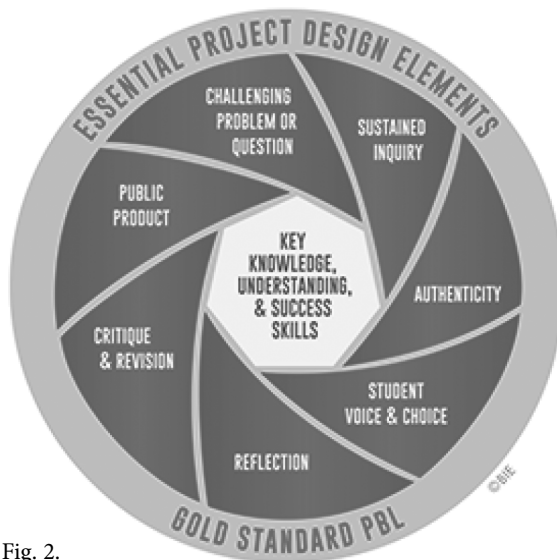 ESSENTIAL PROJECT DESIGN ELEMENTS
CHALLENGING
PROBLEM OR
QUESTION
SUSTAINED
INQUIRY
AUTHENTICITY
STUDENT
VOICE & CHOICE
REFLECTION
CRITIQUE
& REVISION
PUBLIC
PRODUCT
KEY
KNOWLEDGE,
UNDERSTANDING,
& SUCCESS
SKILLS
GOLD STANDARD PBL
©BIE
Fig. 2.